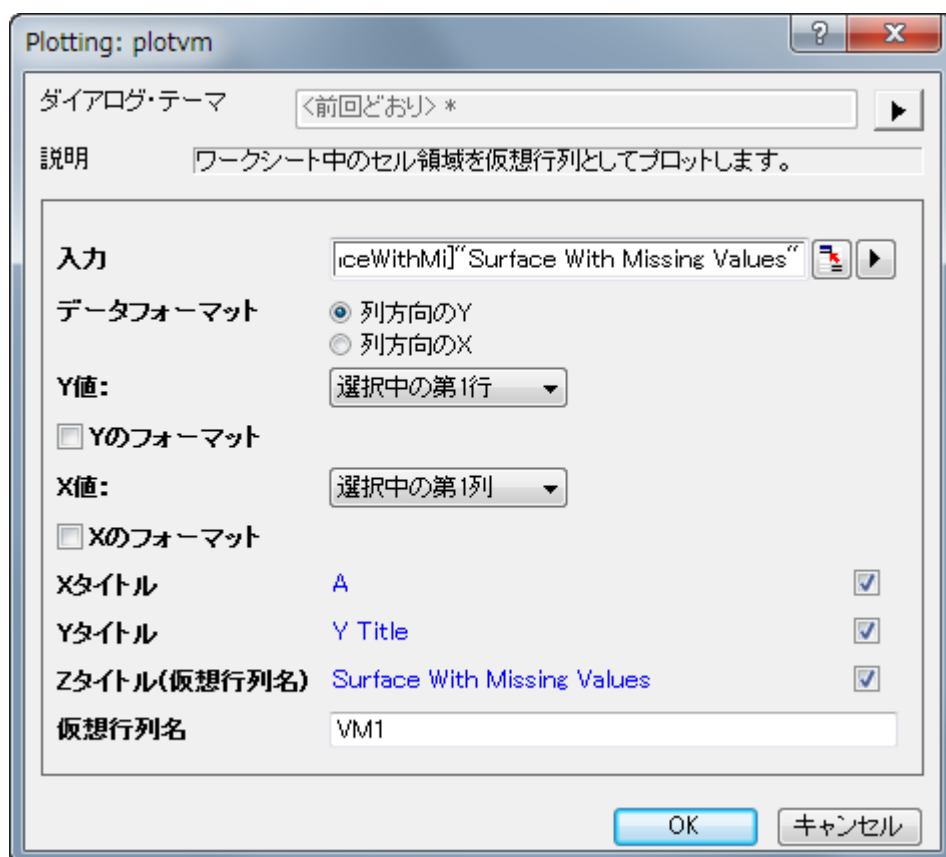 Plotting: plotvm
ダイアログ・テーマ <前回どおり> *
説明 ワークシート中のセル領域を仮想行列としてプロットします。
入力 ıceWithMi]"Surface With Missing Values"
データフォーマット 列方向のY
列方向のX
Y値: 選択中の第1行
Yのフォーマット
X値: 選択中の第1列
Xのフォーマット
Xタイトル A
Yタイトル Y Title
Zタイトル(仮想行列名) Surface With Missing Values
仮想行列名 VM1
OK キャンセル